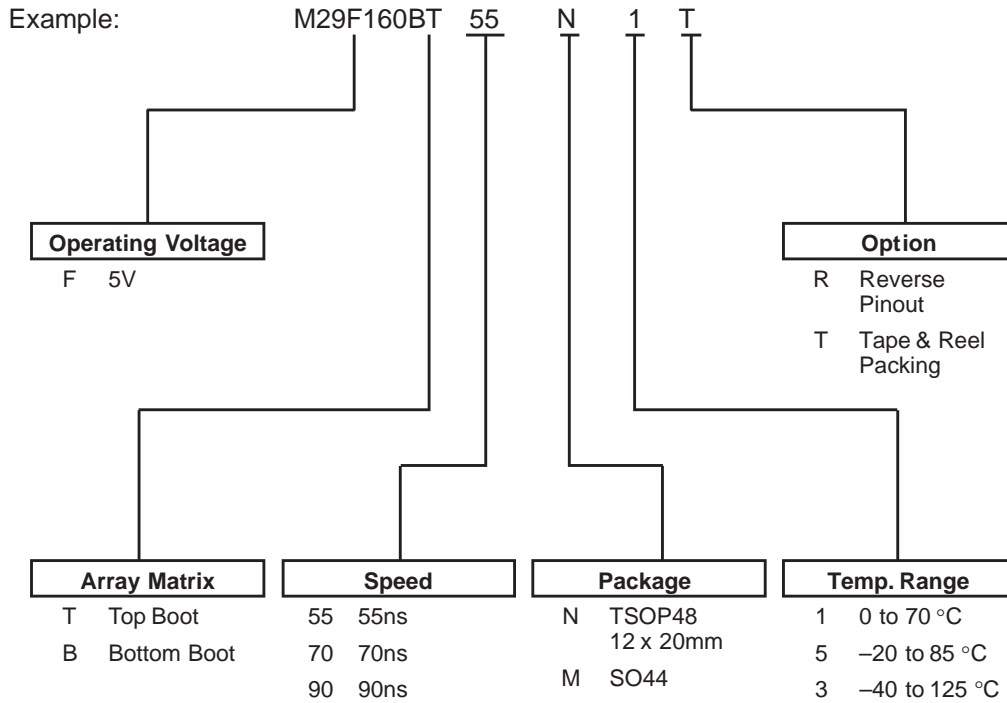 Example: M29F160BT 55 N 1 T
Operating Voltage
F 5V
Option
R Reverse
Pinout
T Tape & Reel
Packing
Array Matrix
T Top Boot
B Bottom Boot
Speed
55 55ns
70 70ns
90 90ns
Package
N TSOP48
12 x 20mm
M SO44
Temp. Range
1 0 to 70 °C
5 –20 to 85 °C
3 –40 to 125 °C